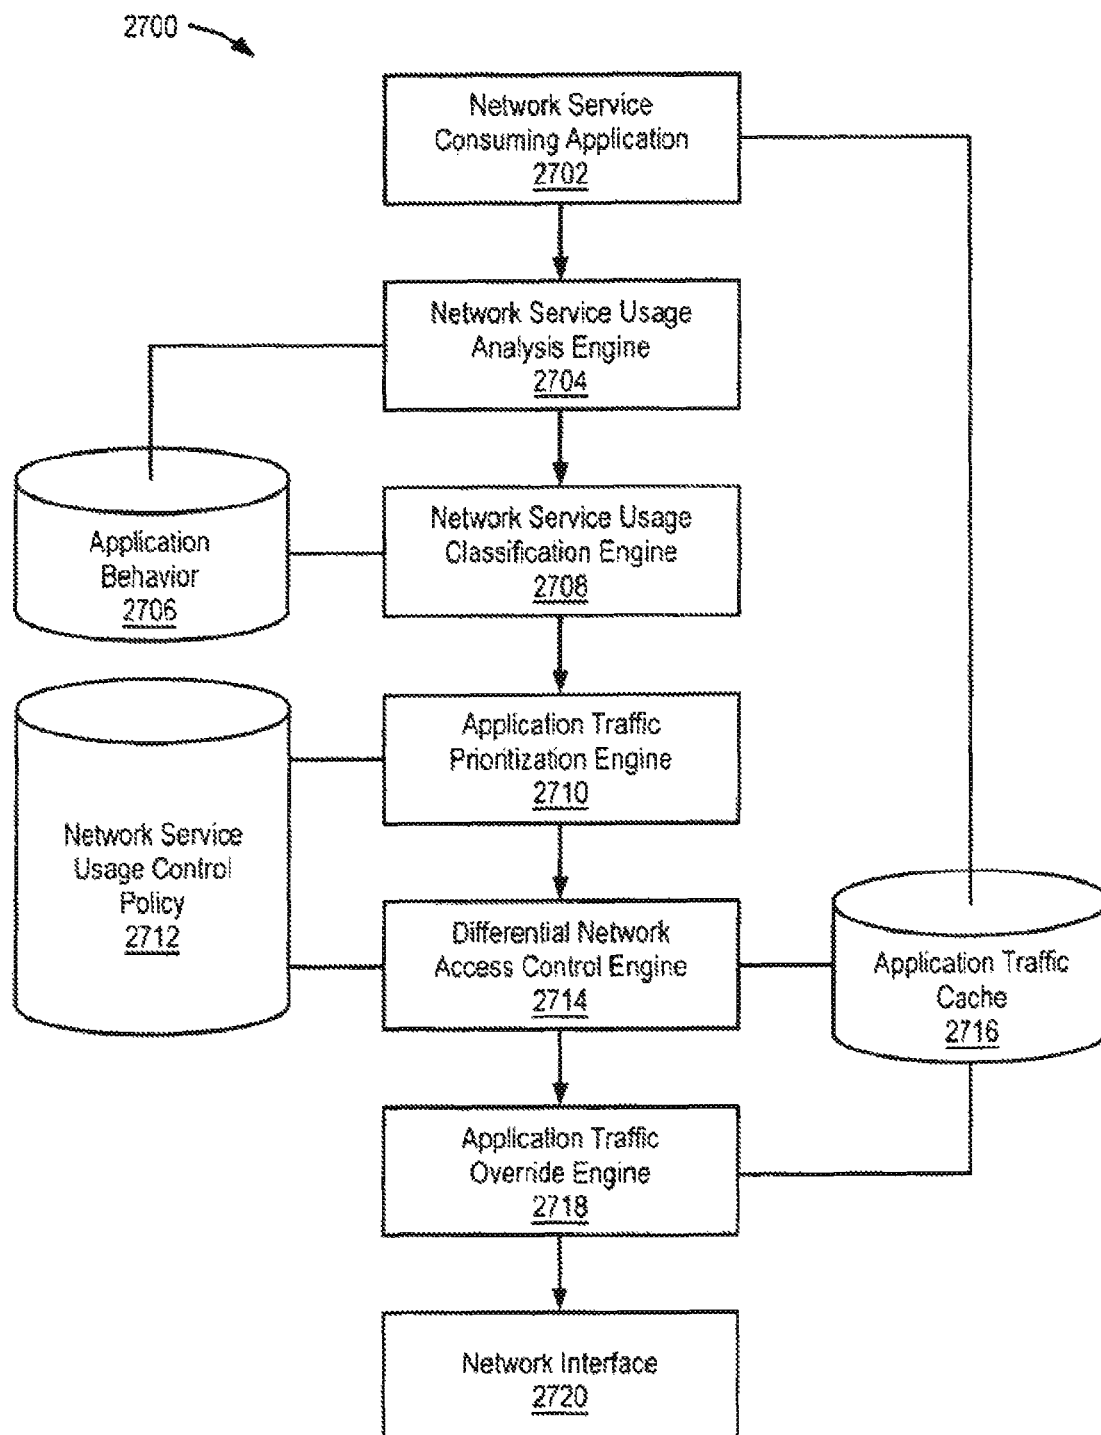 2700
Network Service
Consuming Application
2702
Network Service Usage
Analysis Engine
2704
Application
Behavior
2706
Network Service Usage
Classification Engine
2708
Application Traffic
Prioritization Engine
2710
Network Service
Usage Control
Policy
2712
Differential Network
Access Control Engine
2714
Application Traffic
Cache
2716
Application Traffic
Override Engine
2718
Network Interface
2720